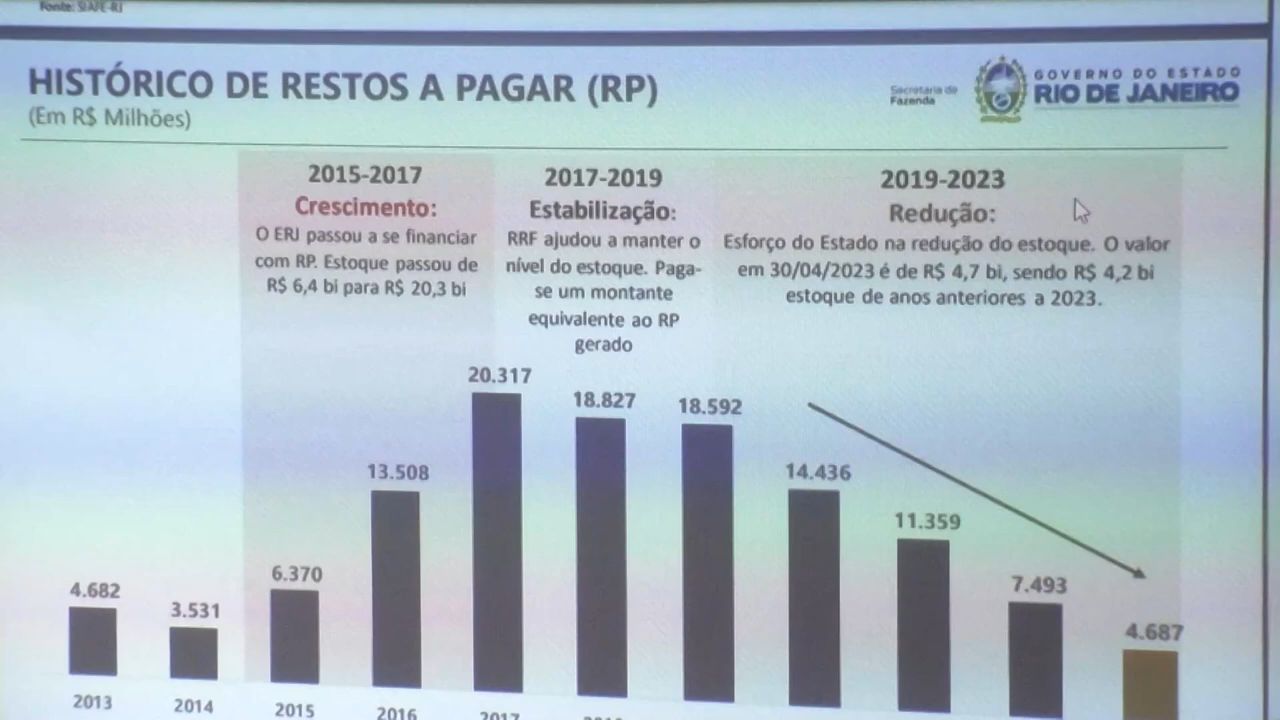 Fonte: SIAFE-RJ
HISTÓRICO DE RESTOS A PAGAR (RP)
(Em R$ Milhões)
Secretaria de
Fazenda
GOVERNO DO ESTADO
RIO DE JANEIRO
2015-2017
Crescimento:
O ERJ passou a se financiar
com RP. Estoque passou de
R$ 6,4 bi para R$ 20,3 bi
2017-2019
Estabilização:
RRF ajudou a manter o
nível do estoque. Paga-
se um montante
equivalente ao RP
gerado
2019-2023
Redução:
Esforço do Estado na redução do estoque. O valor
em 30/04/2023 é de R$ 4,7 bi, sendo R$ 4,2 bi
estoque de anos anteriores a 2023.
4.682
3.531
6.370
13.508
20.317
18.827
18.592
14.436
11.359
7.493
4.687
2013
2014
2015
2016
2017